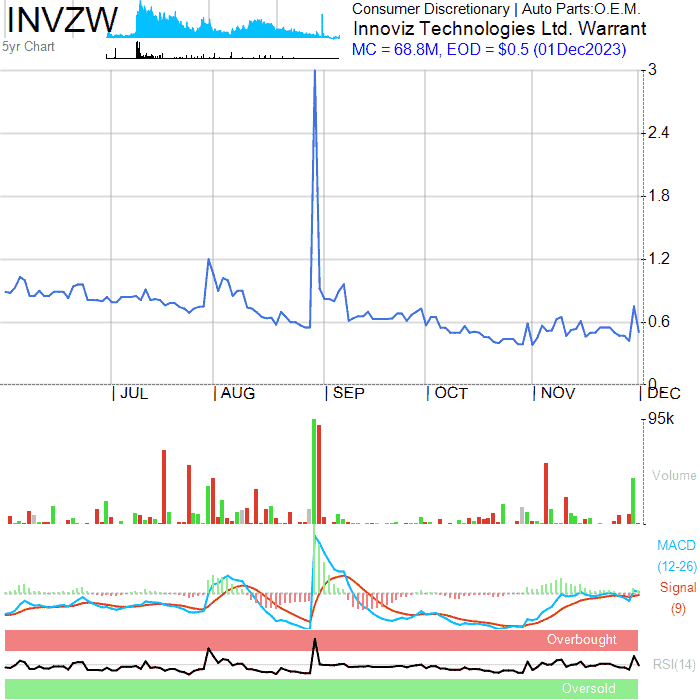 INVZW
Consumer Discretionary | Auto Parts:O.E.M.
Innoviz Technologies Ltd. Warrant
5yr Chart
MC = 68.8M, EOD = $0.5 (01Dec2023)
3
2.4
1.8
1.2
0.6
0
JUL AUG SEP OCT NOV DEC
95k
Volume
MACD
(12-26)
Signal
(9)
Overbought
RSI(14)
Oversold